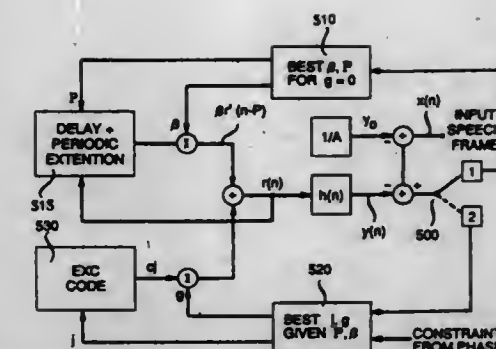 510
BEST β, P
FOR g = 0
P
β
βr' (n-P)
DELAY +
PERIODIC
EXTENTION
515
1/A
y₀
x(n)
INPUT
SPEECH
FRAME
r(n)
h(n)
y(n)
500
1
2
530
EXC
CODE
cj
g
520
BEST j, g
GIVEN P, β
j
CONSTRAINT
FROM PHASE